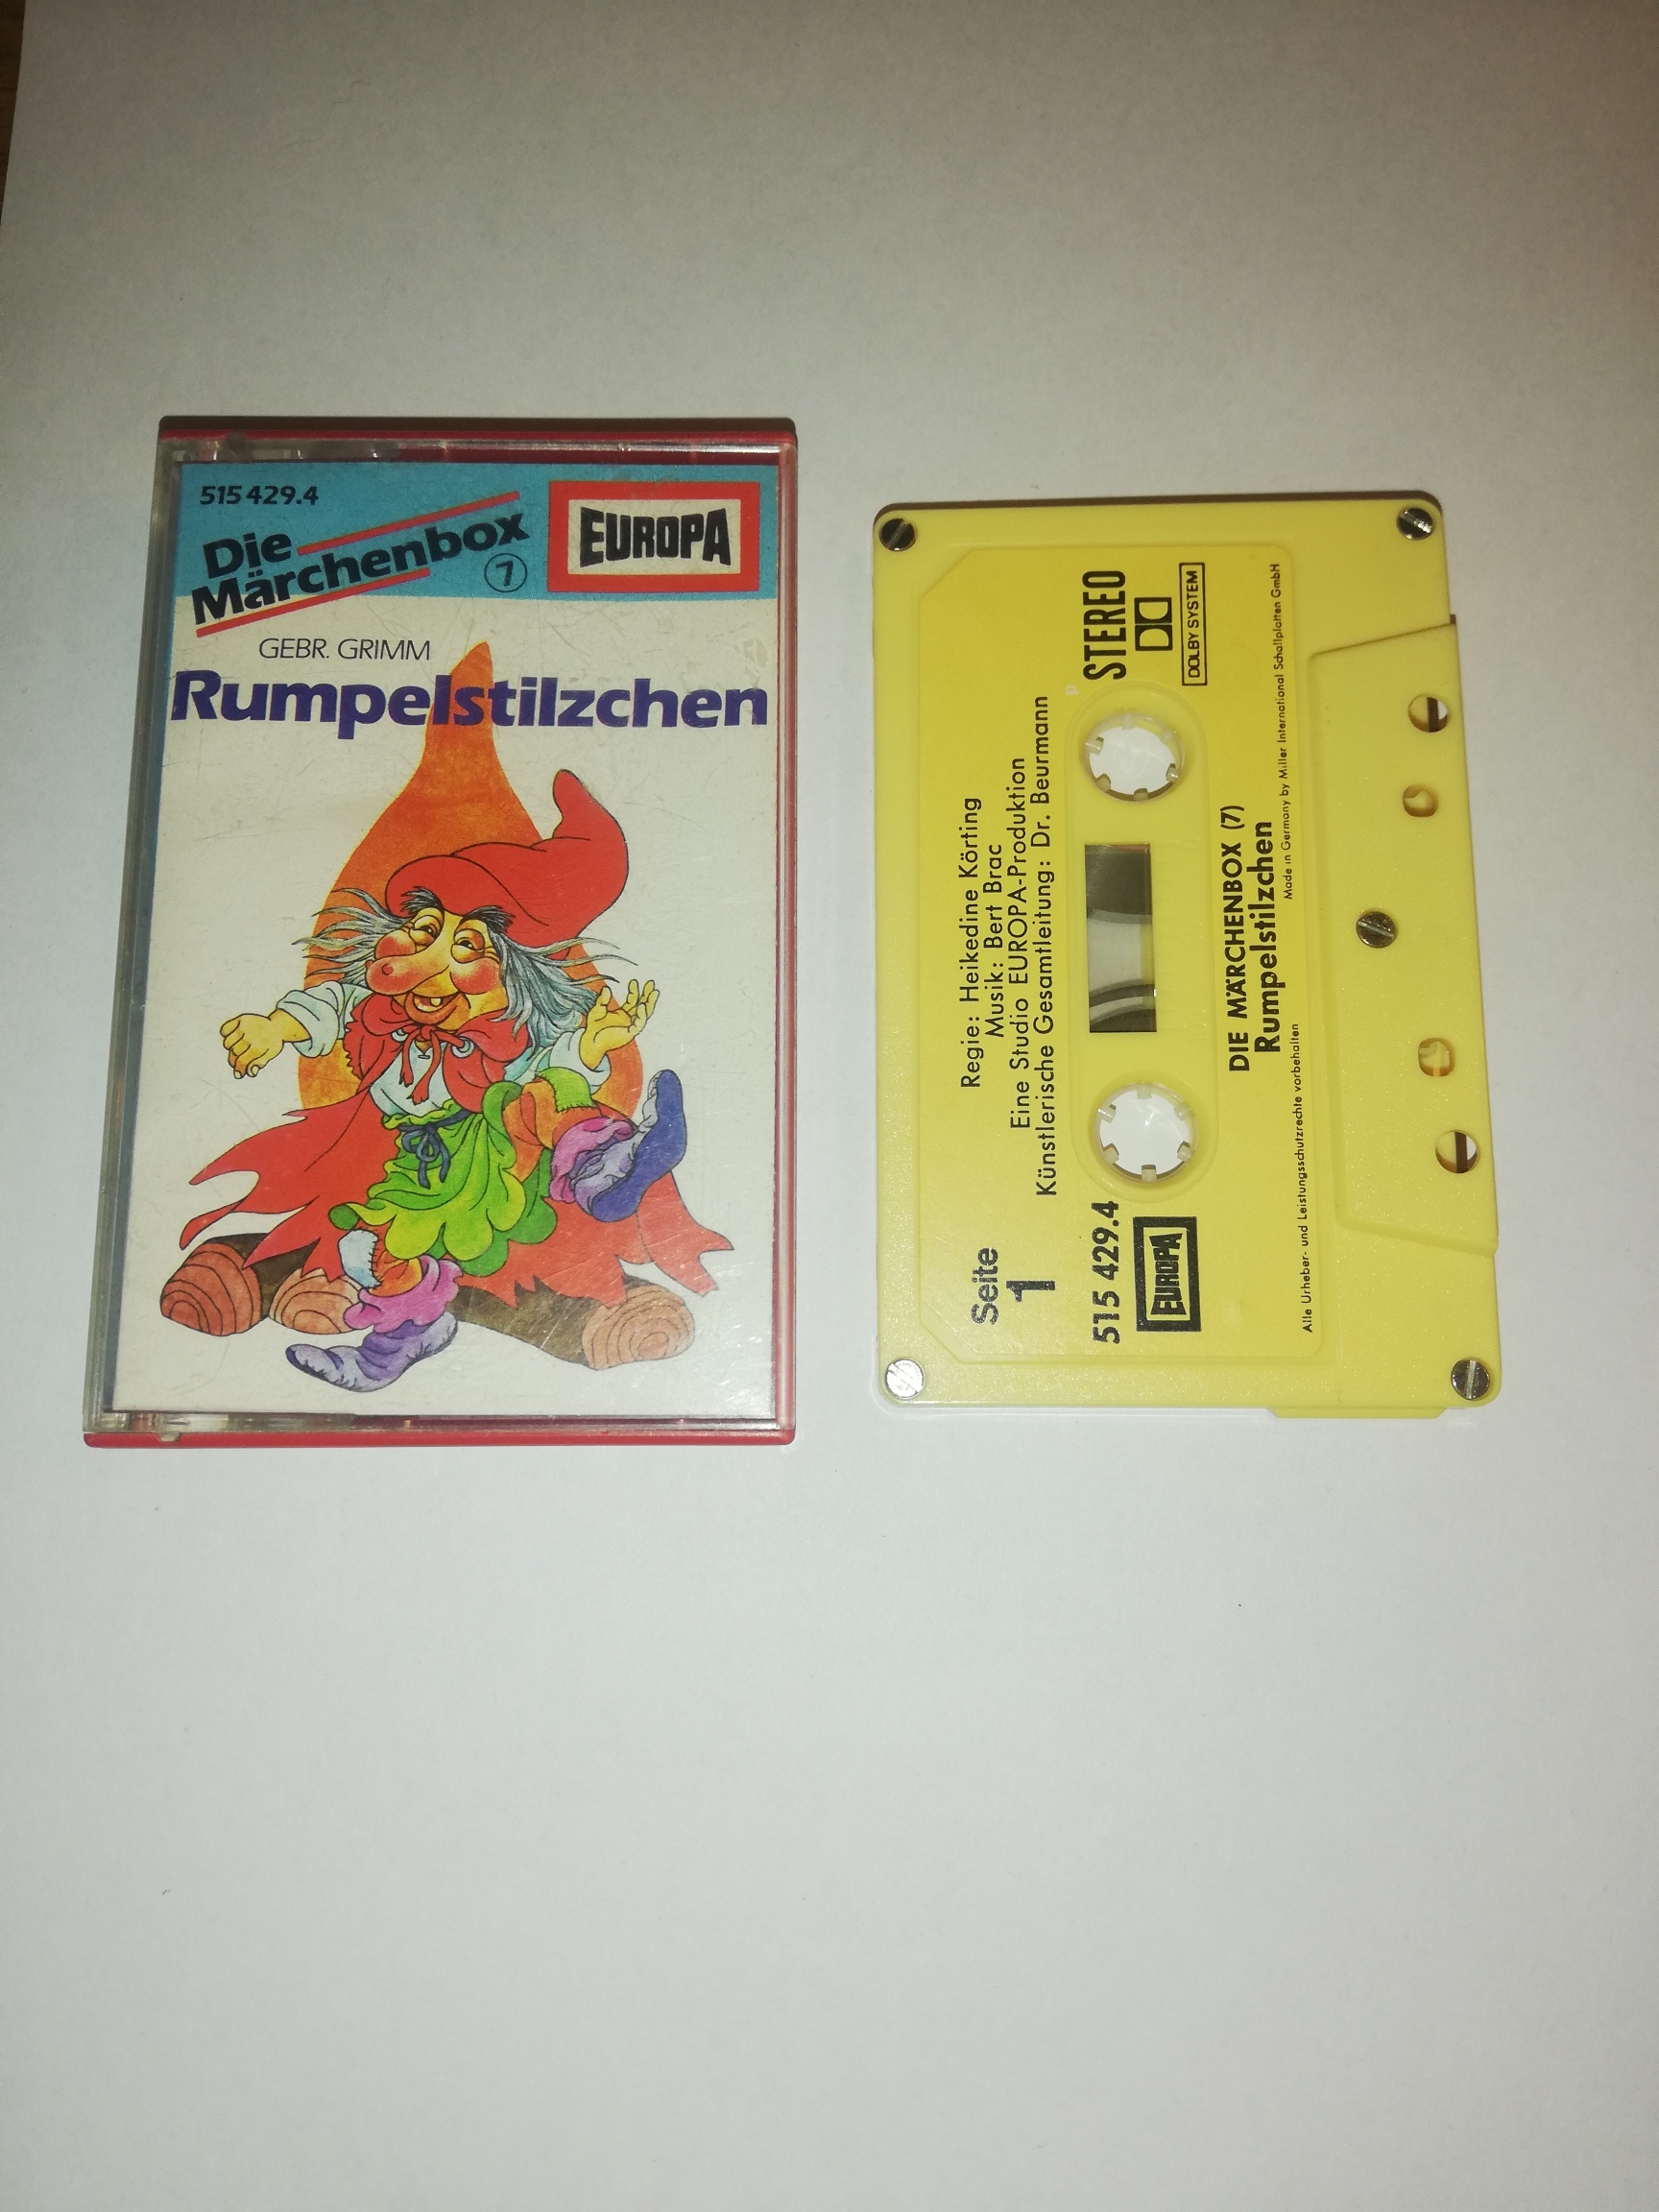 515 429.4
Die
Märchenbox
7
EUROPA
GEBR. GRIMM
Rumpelstilzchen
Regie: Heikedine Körting
Musik: Bert Brac
Eine Studio EUROPA-Produktion
Künstlerische Gesamtleitung: Dr. Beurmann
Seite
1
515 429.4
EUROPA
STEREO
DOLBY SYSTEM
DIE MÄRCHENBOX (7)
Rumpelstilzchen
Made in Germany by Miller International Schallplatten GmbH
Alle Urheber- und Leistungsschutzrechte vorbehalten